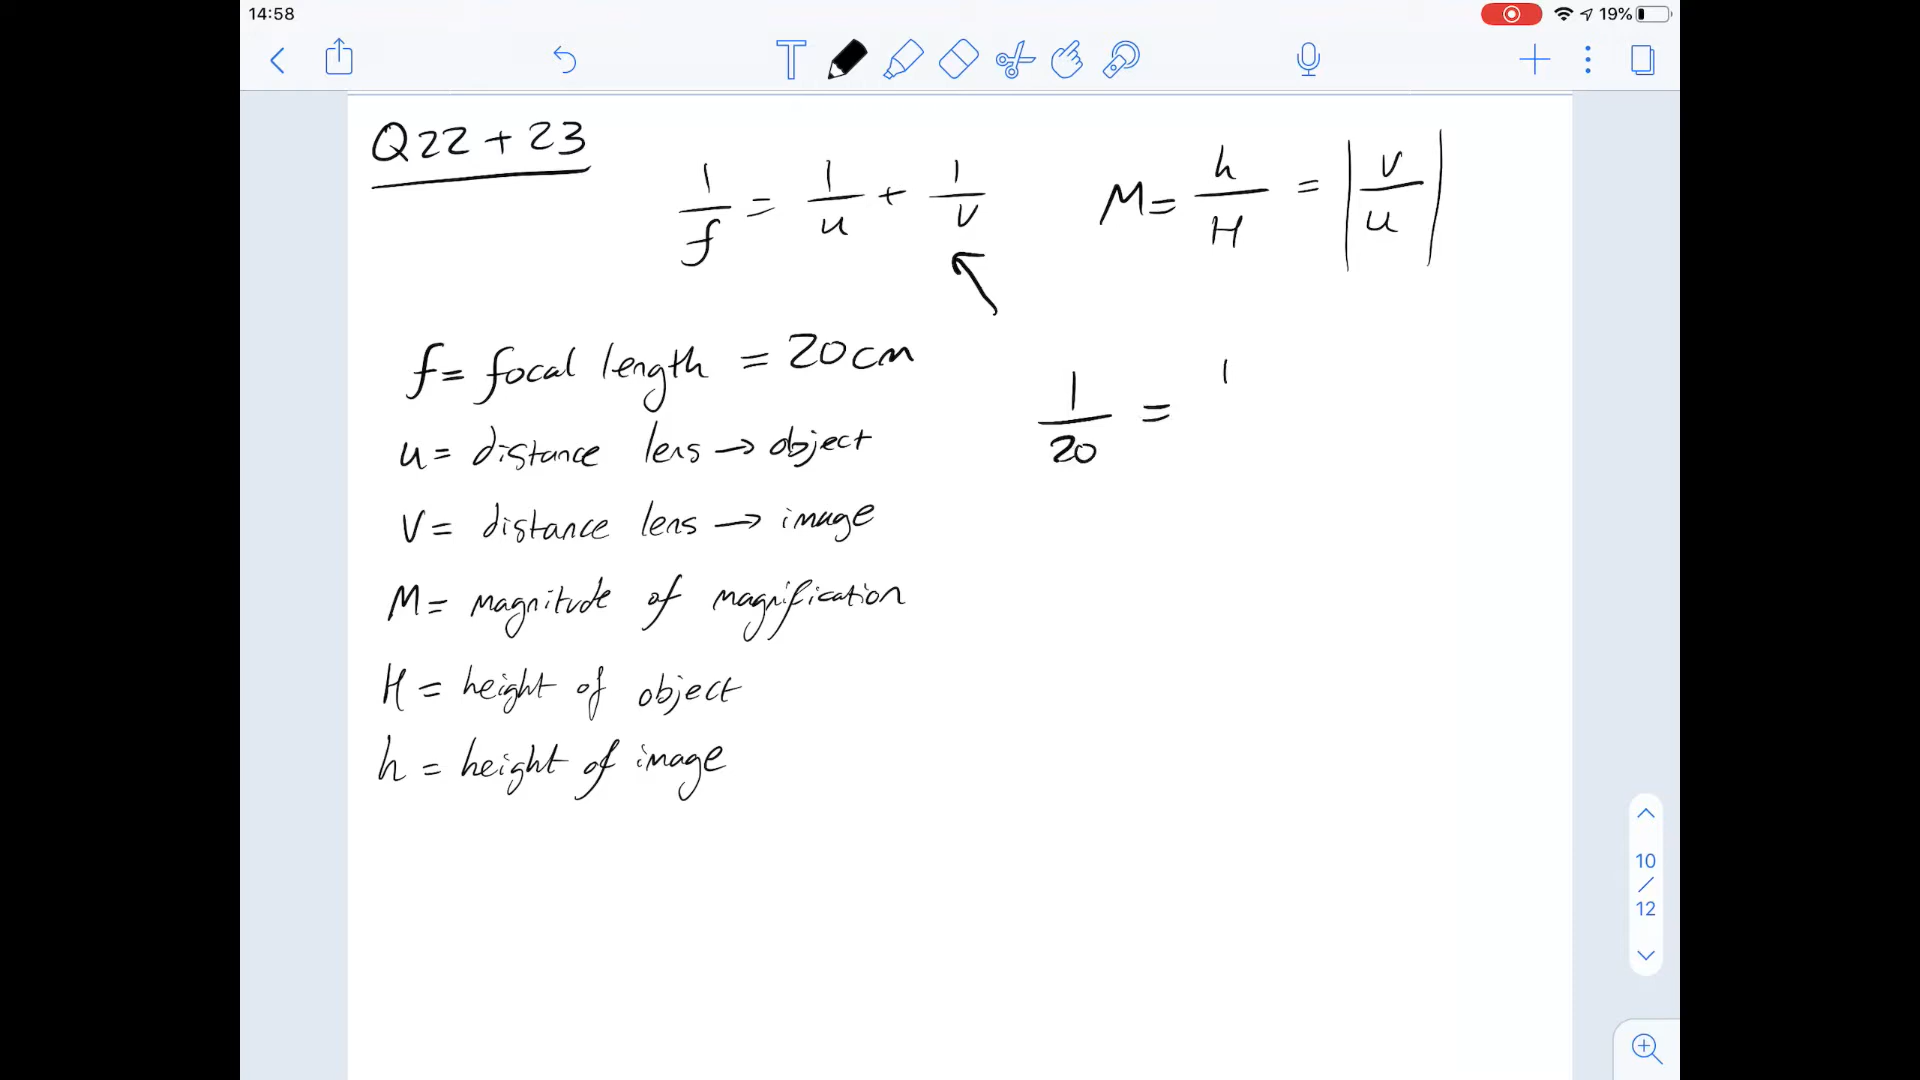 14:58
19%
Q22 + 23
1/f = 1/u + 1/v
M = h/H = |v/u|
f = focal length = 20cm
1/20 = 1
u = distance lens → object
V = distance lens → image
M = magnitude of magnification
H = height of object
h = height of image
10
/
12